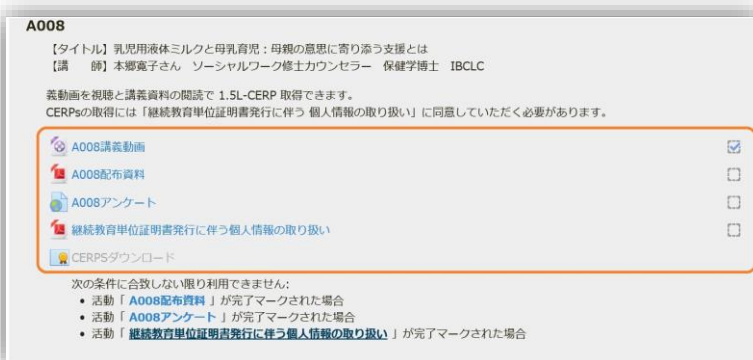 A008
【タイトル】乳児用液体ミルクと母乳育児：母親の意思に寄り添う支援とは
【講　　師】本郷寛子さん　ソーシャルワーク修士カウンセラー　保健学博士　IBCLC
義動画を視聴と講義資料の閲読で 1.5L-CERP 取得できます。
CERPsの取得には「継続教育単位証明書発行に伴う 個人情報の取り扱い」に同意していただく必要があります。
A008講義動画
A008配布資料
A008アンケート
継続教育単位証明書発行に伴う個人情報の取り扱い
CERPSダウンロード
次の条件に合致しない限り利用できません:
• 活動「 A008配布資料 」が完了マークされた場合
• 活動「 A008アンケート 」が完了マークされた場合
• 活動「 継続教育単位証明書発行に伴う個人情報の取り扱い 」が完了マークされた場合